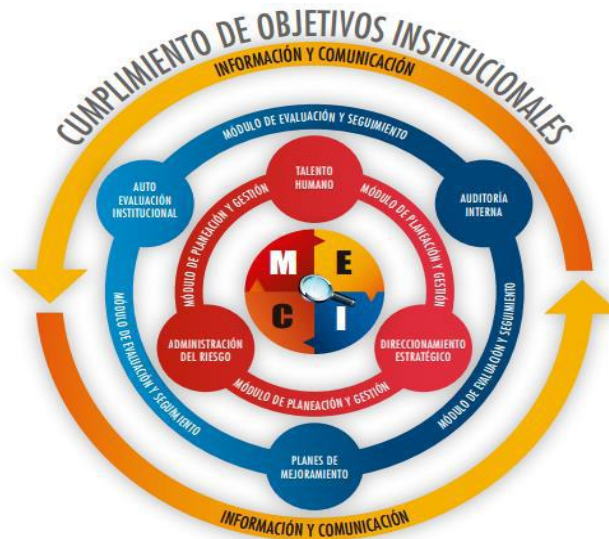 CUMPLIMIENTO DE OBJETIVOS INSTITUCIONALES
INFORMACIÓN Y COMUNICACIÓN
MÓDULO DE EVALUACIÓN Y SEGUIMIENTO
TALENTO
HUMANO
AUTO
EVALUACIÓN
INSTITUCIONAL
AUDITORÍA
INTERNA
MÓDULO DE PLANEACIÓN Y GESTIÓN
MÓDULO DE PLANEACIÓN Y GESTIÓN
M E
C I
ADMINISTRACIÓN
DEL RIESGO
DIRECCIONAMIENTO
ESTRATÉGICO
MÓDULO DE EVALUACIÓN Y SEGUIMIENTO
MÓDULO DE EVALUACIÓN Y SEGUIMIENTO
MÓDULO DE PLANEACIÓN Y GESTIÓN
PLANES DE
MEJORAMIENTO
INFORMACIÓN Y COMUNICACIÓN